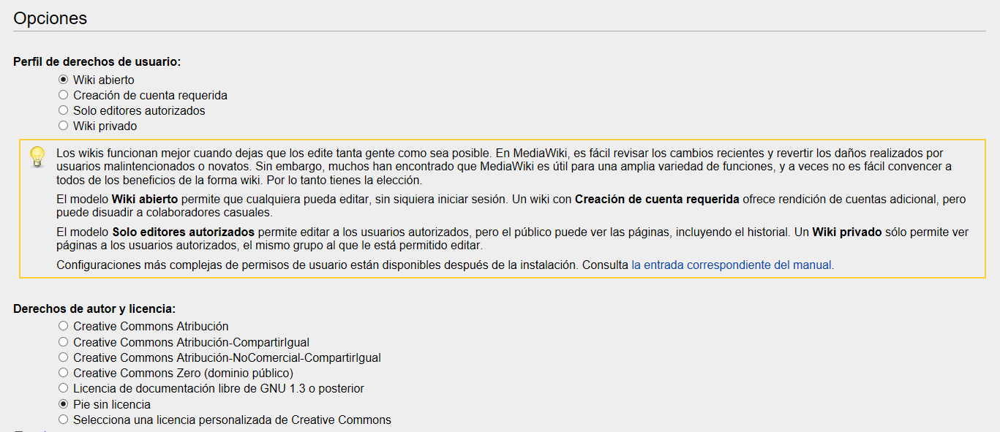 Opciones
Perfil de derechos de usuario:
Wiki abierto
Creación de cuenta requerida
Solo editores autorizados
Wiki privado
Los wikis funcionan mejor cuando dejas que los edite tanta gente como sea posible. En MediaWiki, es fácil revisar los cambios recientes y revertir los daños realizados por
usuarios malintencionados o novatos. Sin embargo, muchos han encontrado que MediaWiki es útil para una amplia variedad de funciones, y a veces no es fácil convencer a
todos de los beneficios de la forma wiki. Por lo tanto tienes la elección.
El modelo Wiki abierto permite que cualquiera pueda editar, sin siquiera iniciar sesión. Un wiki con Creación de cuenta requerida ofrece rendición de cuentas adicional, pero
puede disuadir a colaboradores casuales.
El modelo Solo editores autorizados permite editar a los usuarios autorizados, pero el público puede ver las páginas, incluyendo el historial. Un Wiki privado sólo permite ver
páginas a los usuarios autorizados, el mismo grupo al que le está permitido editar.
Configuraciones más complejas de permisos de usuario están disponibles después de la instalación. Consulta la entrada correspondiente del manual.
Derechos de autor y licencia:
Creative Commons Atribución
Creative Commons Atribución-CompartirIgual
Creative Commons Atribución-NoComercial-CompartirIgual
Creative Commons Zero (dominio público)
Licencia de documentación libre de GNU 1.3 o posterior
Pie sin licencia
Selecciona una licencia personalizada de Creative Commons